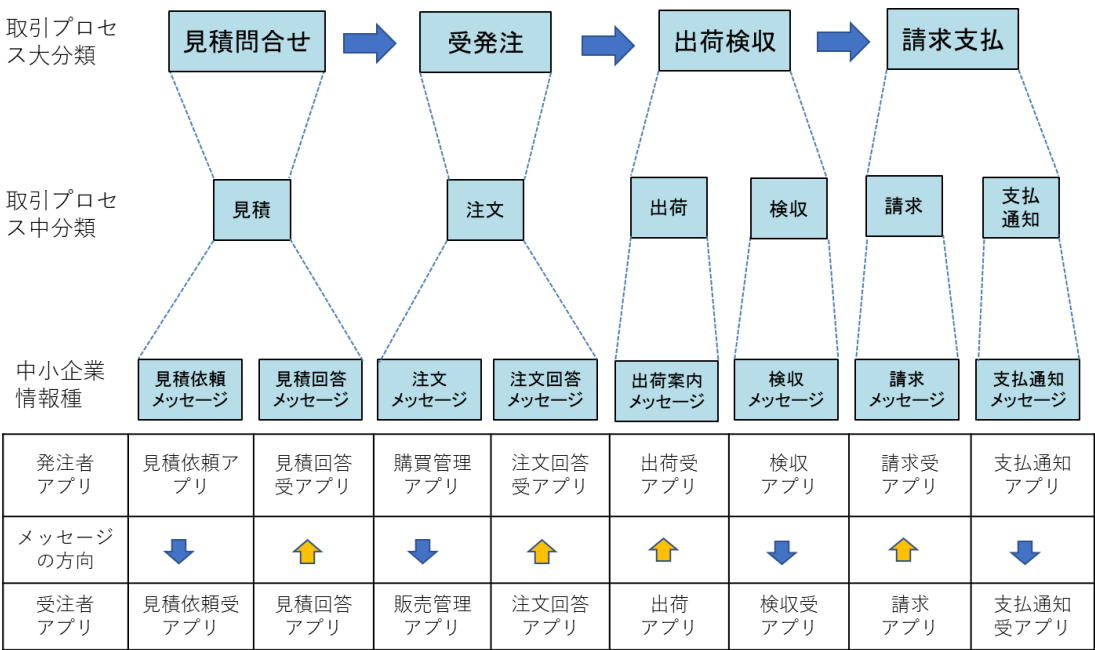 取引プロセ
ス大分類
見積問合せ
受発注
出荷検収
請求支払
取引プロセ
ス中分類
見積
注文
出荷
検収
請求
支払
通知
中小企業
情報種
見積依頼
メッセージ
見積回答
メッセージ
注文
メッセージ
注文回答
メッセージ
出荷案内
メッセージ
検収
メッセージ
請求
メッセージ
支払通知
メッセージ
発注者
アプリ
見積依頼ア
プリ
見積回答
受アプリ
購買管理
アプリ
注文回答
受アプリ
出荷受
アプリ
検収
アプリ
請求受
アプリ
支払通知
アプリ
メッセージ
の方向
受注者
アプリ
見積依頼受
アプリ
見積回答
アプリ
販売管理
アプリ
注文回答
アプリ
出荷
アプリ
検収受
アプリ
請求
アプリ
支払通知
受アプリ